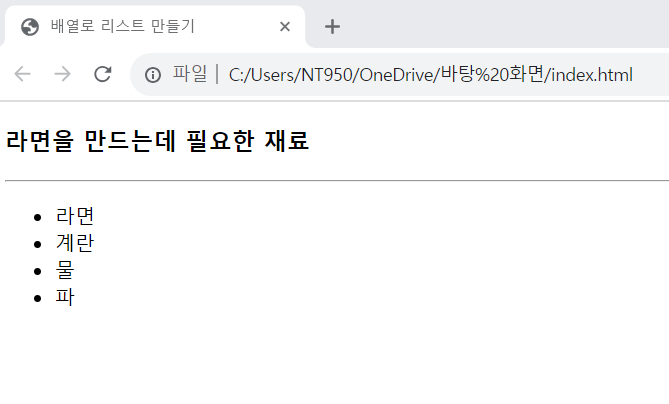 배열로 리스트 만들기
파일 | C:/Users/NT950/OneDrive/바탕%20화면/index.html
라면을 만드는데 필요한 재료
• 라면
• 계란
• 물
• 파